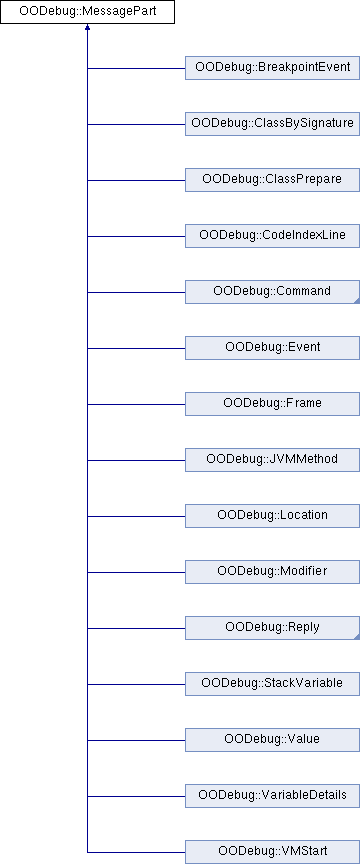 OODebug::MessagePart
OODebug::BreakpointEvent
OODebug::ClassBySignature
OODebug::ClassPrepare
OODebug::CodeIndexLine
OODebug::Command
OODebug::Event
OODebug::Frame
OODebug::JVMMethod
OODebug::Location
OODebug::Modifier
OODebug::Reply
OODebug::StackVariable
OODebug::Value
OODebug::VariableDetails
OODebug::VMStart